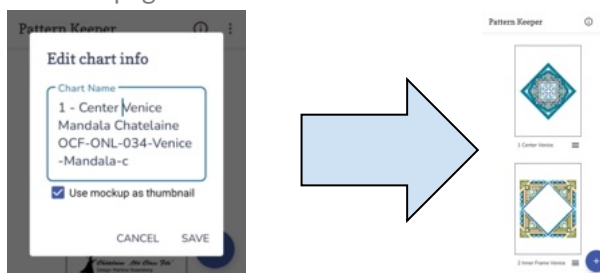 Pattern Keeper
Edit chart info
Chart Name
1 - Center Venice
Mandala Chatelaine
OCF-ONL-034-Venice
-Mandala-c
Use mockup as thumbnail
CANCEL SAVE
Pattern Keeper
1 Center Venice
2 Inner Frame Venice